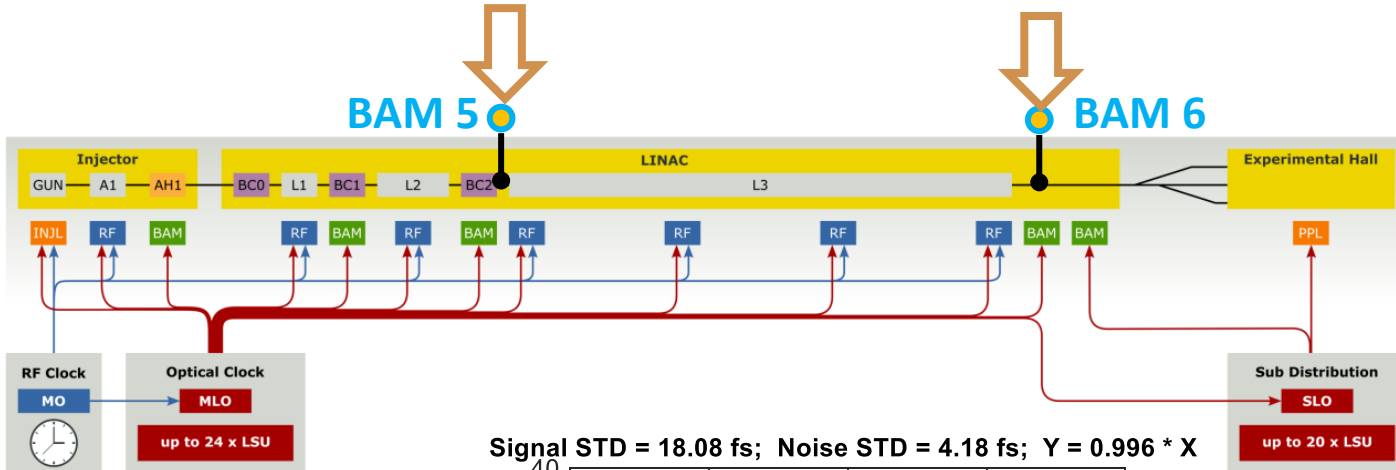 BAM 5
BAM 6
Injector
LINAC
Experimental Hall
GUN
A1
AH1
BC0
L1
BC1
L2
BC2
L3
INJL
RF
BAM
RF
BAM
RF
BAM
RF
RF
RF
RF
BAM
BAM
PPL
RF Clock
MO
Optical Clock
MLO
up to 24 x LSU
Sub Distribution
SLO
up to 20 x LSU
Signal STD = 18.08 fs; Noise STD = 4.18 fs; Y = 0.996 * X
40